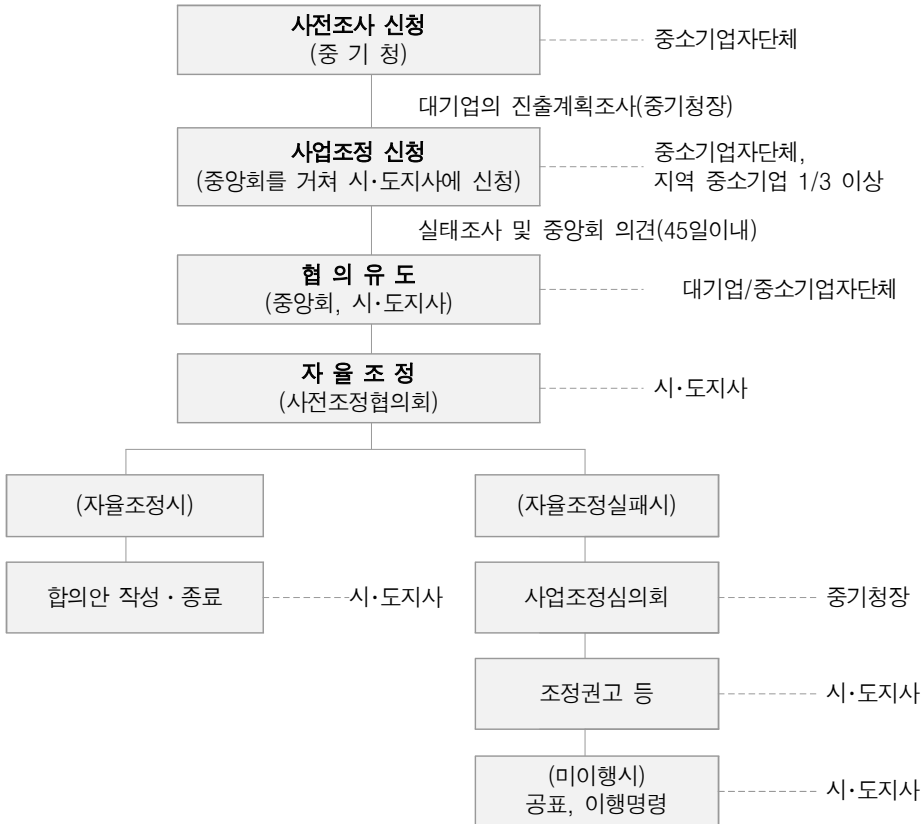 사전조사 신청
(중 기 청)
중소기업자단체
대기업의 진출계획조사(중기청장)
사업조정 신청
(중앙회를 거쳐 시·도지사에 신청)
중소기업자단체,
지역 중소기업 1/3 이상
실태조사 및 중앙회 의견(45일이내)
협 의 유 도
(중앙회, 시·도지사)
대기업/중소기업자단체
자 율 조 정
(사전조정협의회)
시·도지사
(자율조정시)
(자율조정실패시)
합의안 작성·종료
시·도지사
사업조정심의회
중기청장
조정권고 등
시·도지사
(미이행시)
공표, 이행명령
시·도지사